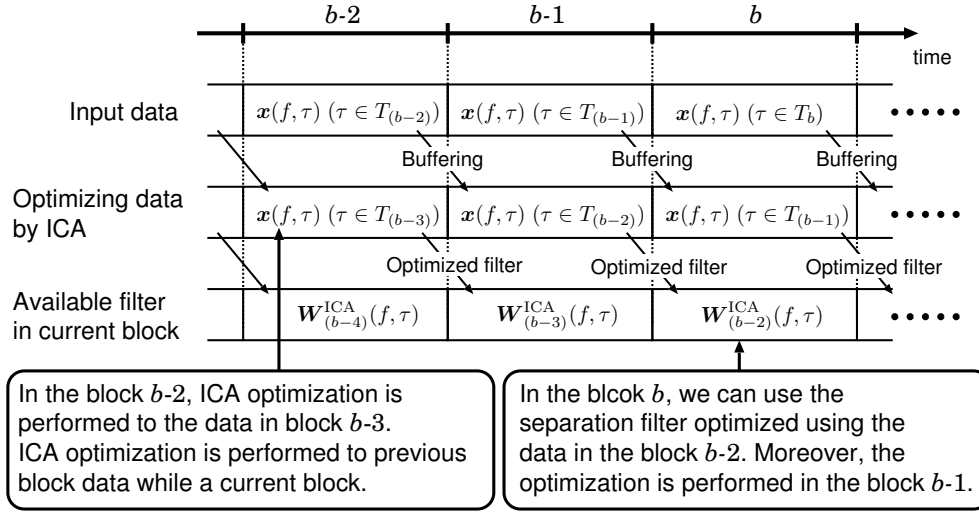 b-2 b-1 b
time
Input data x(f, τ) (τ ∈ T(b−2)) x(f, τ) (τ ∈ T(b−1)) x(f, τ) (τ ∈ Tb) •••••
Buffering Buffering Buffering
Optimizing data
by ICA
x(f, τ) (τ ∈ T(b−3)) x(f, τ) (τ ∈ T(b−2)) x(f, τ) (τ ∈ T(b−1)) •••••
Optimized filter Optimized filter Optimized filter
Available filter
in current block
W^ICA_(b−4)(f, τ) W^ICA_(b−3)(f, τ) W^ICA_(b−2)(f, τ) •••••
In the block b-2, ICA optimization is
performed to the data in block b-3.
ICA optimization is performed to previous
block data while a current block.
In the blcok b, we can use the
separation filter optimized using the
data in the block b-2. Moreover, the
optimization is performed in the block b-1.